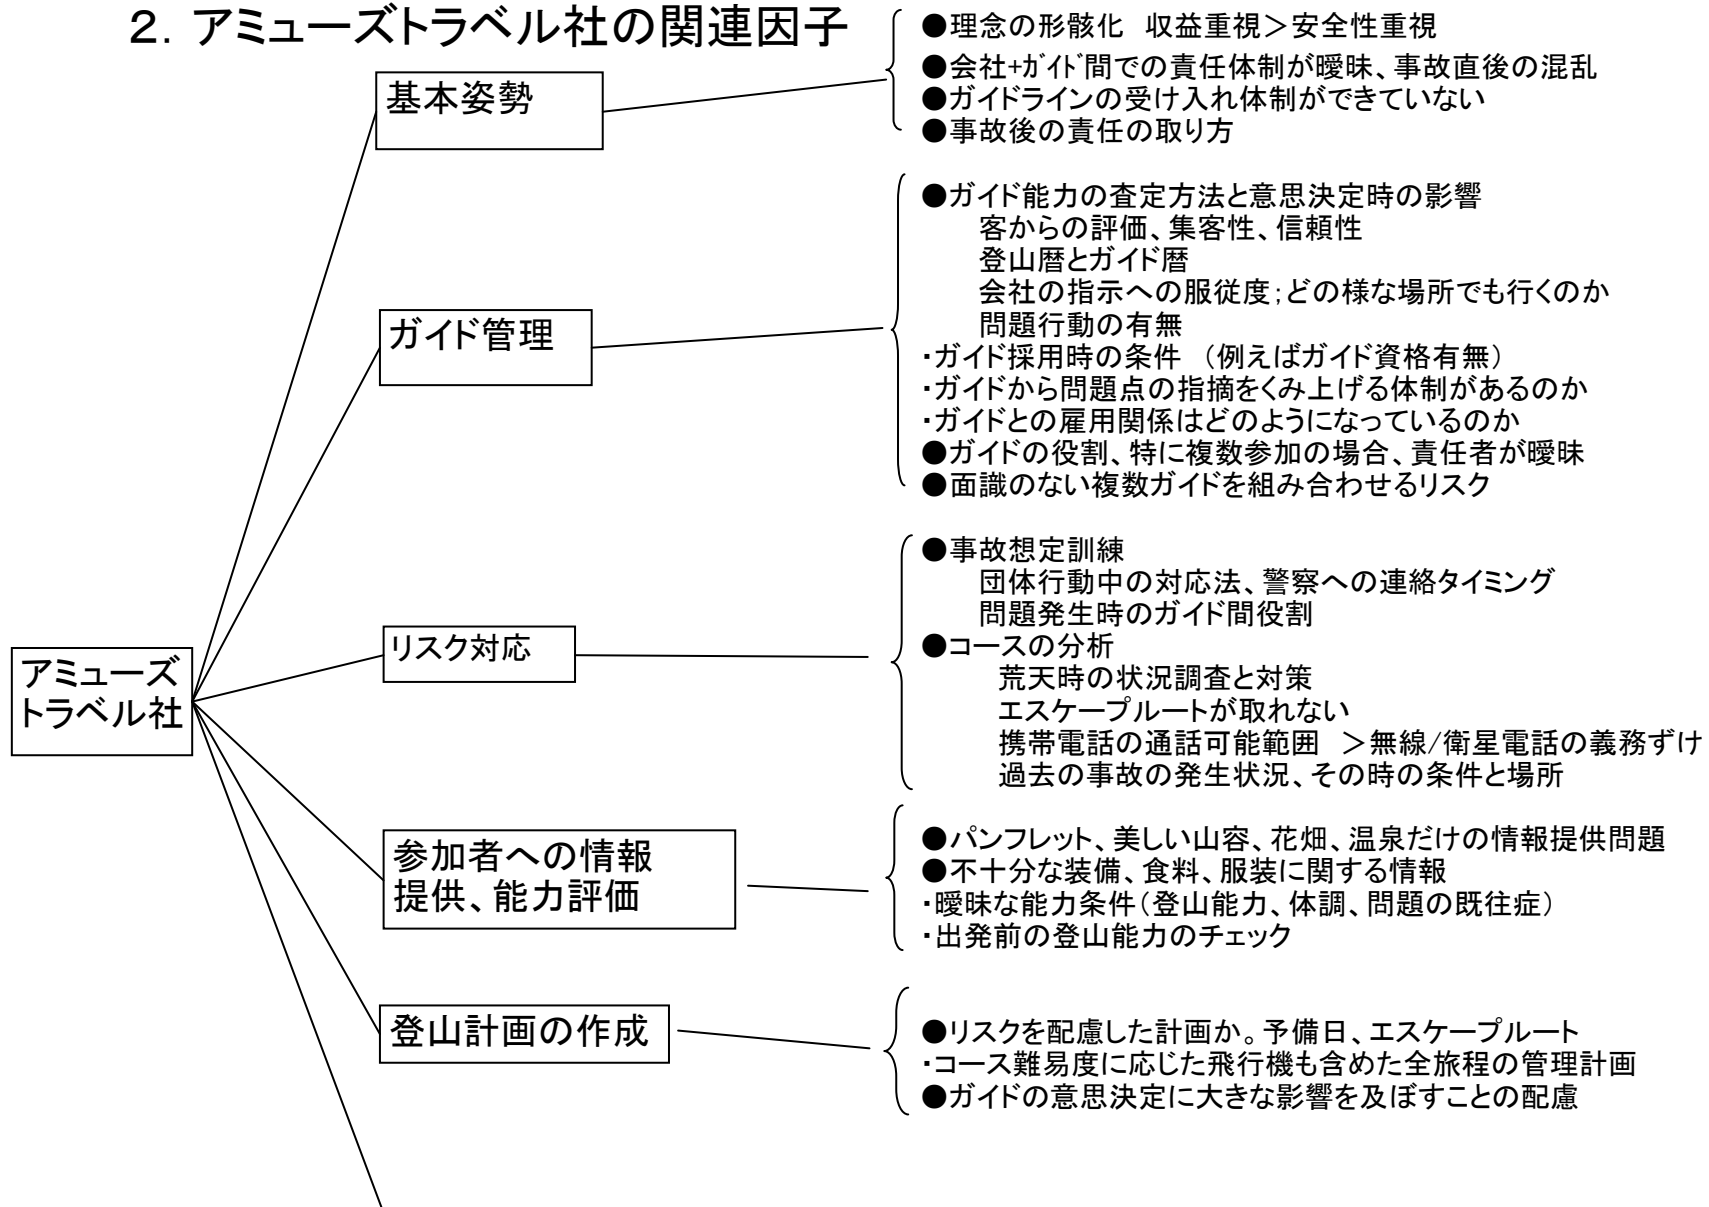 ２．アミューズトラベル社の関連因子
アミューズ
トラベル社
基本姿勢
●理念の形骸化　収益重視＞安全性重視
●会社+ｶﾞｲﾄﾞ間での責任体制が曖昧、事故直後の混乱
●ガイドラインの受け入れ体制ができていない
●事故後の責任の取り方
ガイド管理
●ガイド能力の査定方法と意思決定時の影響
客からの評価、集客性、信頼性
登山暦とガイド暦
会社の指示への服従度；どの様な場所でも行くのか
問題行動の有無
・ガイド採用時の条件　（例えばガイド資格有無）
・ガイドから問題点の指摘をくみ上げる体制があるのか
・ガイドとの雇用関係はどのようになっているのか
●ガイドの役割、特に複数参加の場合、責任者が曖昧
●面識のない複数ガイドを組み合わせるリスク
リスク対応
●事故想定訓練
団体行動中の対応法、警察への連絡タイミング
問題発生時のガイド間役割
●コースの分析
荒天時の状況調査と対策
エスケープルートが取れない
携帯電話の通話可能範囲　＞無線/衛星電話の義務ずけ
過去の事故の発生状況、その時の条件と場所
参加者への情報
提供、能力評価
●パンフレット、美しい山容、花畑、温泉だけの情報提供問題
●不十分な装備、食料、服装に関する情報
・曖昧な能力条件（登山能力、体調、問題の既往症）
・出発前の登山能力のチェック
登山計画の作成
●リスクを配慮した計画か。予備日、エスケープルート
・コース難易度に応じた飛行機も含めた全旅程の管理計画
●ガイドの意思決定に大きな影響を及ぼすことの配慮